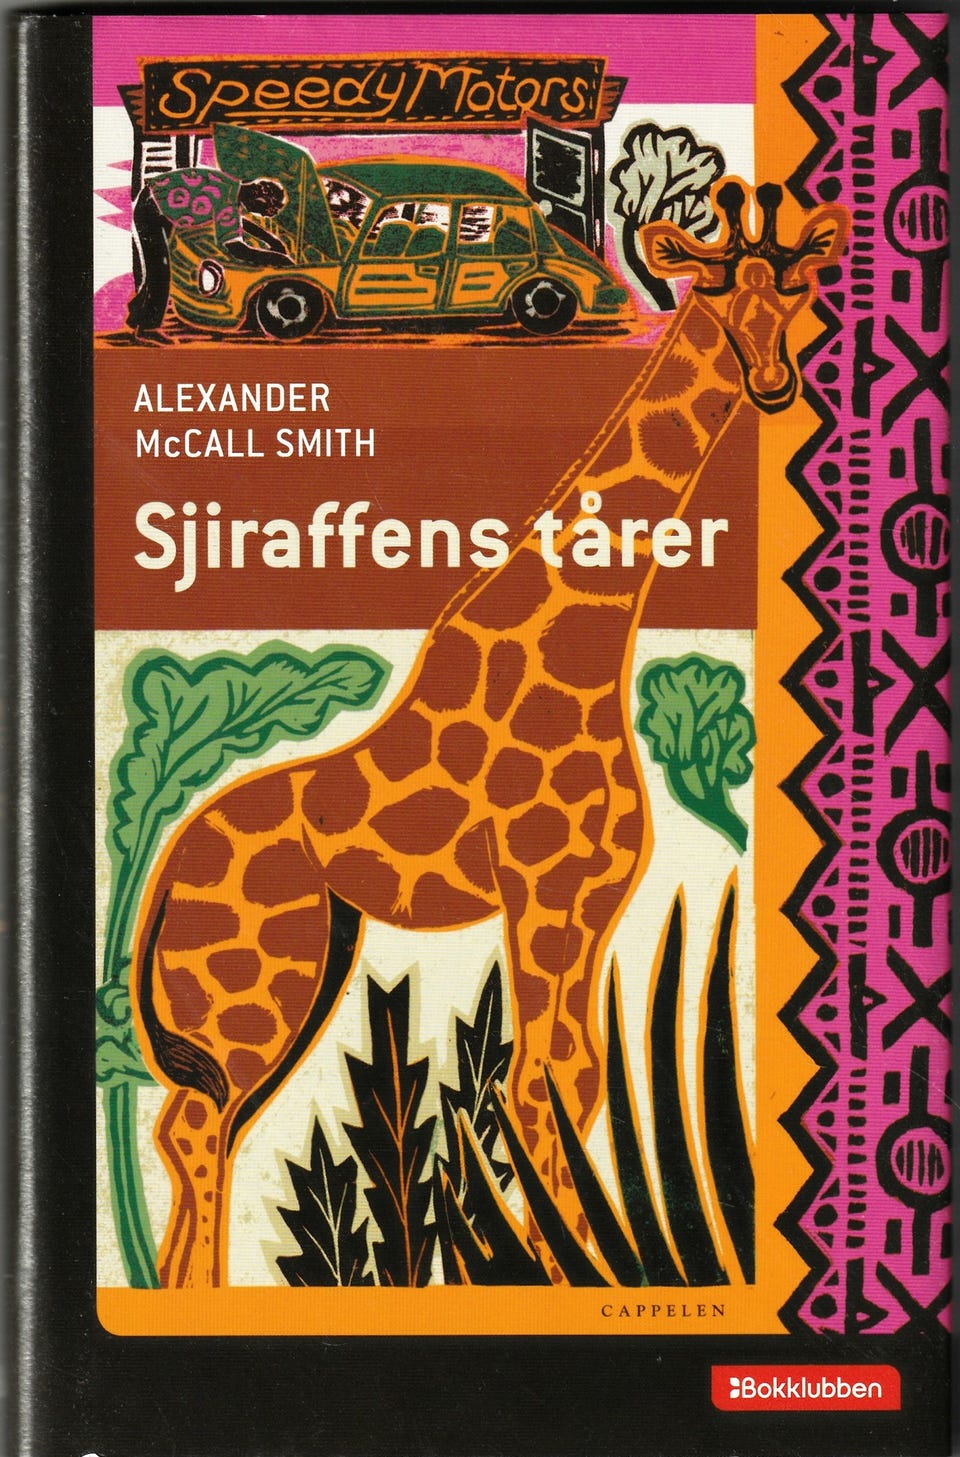 Speedy Motors
ALEXANDER
McCALL SMITH
Sjiraffens tårer
CAPPELEN
Bokklubben